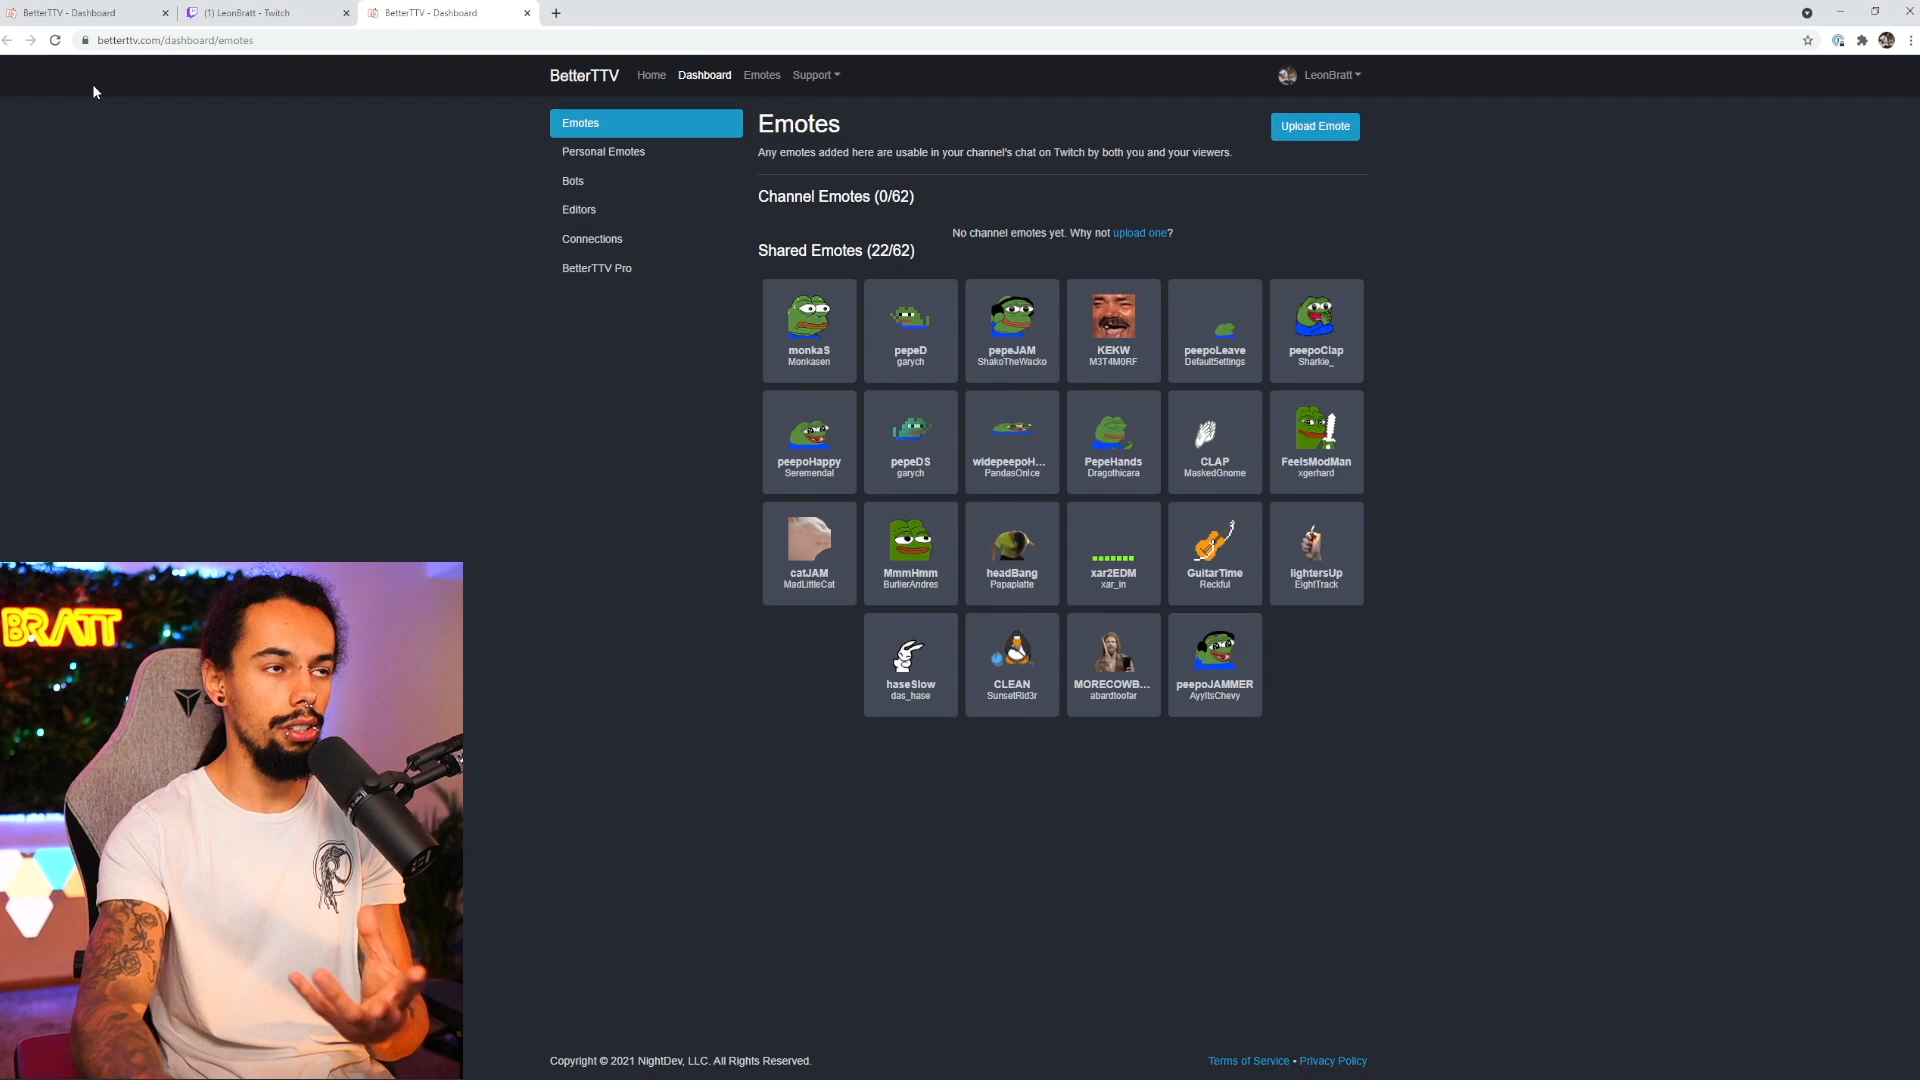 BetterTTV - Dashboard
(1) LeonBratt - Twitch
BetterTTV - Dashboard
betterttv.com/dashboard/emotes
BetterTTV Home Dashboard Emotes Support
LeonBratt
Emotes
Personal Emotes
Bots
Editors
Connections
BetterTTV Pro
Emotes
Upload Emote
Any emotes added here are usable in your channel's chat on Twitch by both you and your viewers.
Channel Emotes (0/62)
No channel emotes yet. Why not upload one?
Shared Emotes (22/62)
monkaS pepeD pepeJAM KEKW peepoLeave peepoClap
Monkasen garych ShakoTheWacko M3T4M0RF Default5ettings Sharkie_
peepoHappy pepeDS widepeepoH... PepeHands CLAP FeelsModMan
Seremendal garych PandasOnIce Dragothicara MaskedGnome xgerhard
catJAM MmmHmm headBang xar2EDM GuitarTime lightersUp
MadLittleCat BurlierAndres Papaplatte xar_in Reckful EightTrack
haseSlow CLEAN MORECOWB... peepoJAMMER
das_hase SunsetRid3r abardtoofar AyyItsChevy
BRATT
Copyright © 2021 NightDev, LLC. All Rights Reserved.
Terms of Service • Privacy Policy